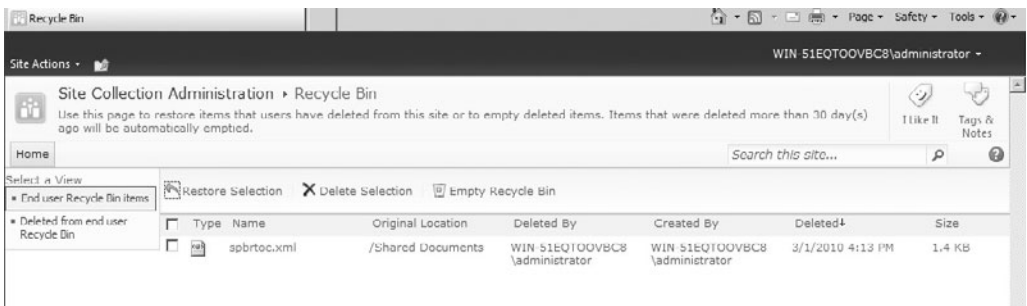 Recycle Bin
Page Safety Tools
WIN-51EQTOOVBC8\administrator
Site Actions
Site Collection Administration ▸ Recycle Bin
Use this page to restore items that users have deleted from this site or to empty deleted items. Items that were deleted more than 30 day(s)
ago will be automatically emptied.
I Like It
Tags &
Notes
Home
Search this site...
Select a View
End user Recycle Bin items
Deleted from end user
Recycle Bin
Restore Selection Delete Selection Empty Recycle Bin
Type Name Original Location Deleted By Created By Deleted↓ Size
spbrtoc.xml /Shared Documents WIN-51EQTOOVBC8 WIN-51EQTOOVBC8 3/1/2010 4:13 PM 1.4 KB
\administrator \administrator